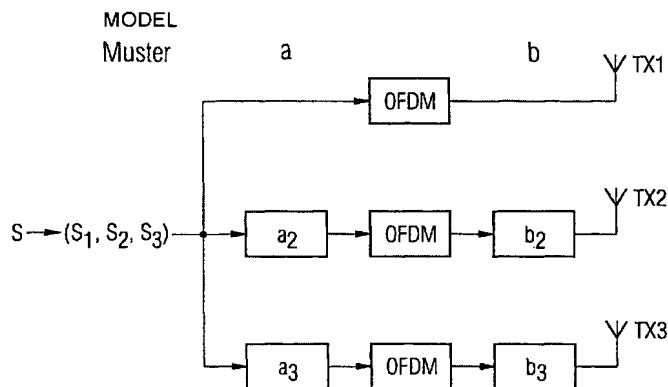 MODEL
Muster a b
TX1
OFDM
TX2
S → (S₁, S₂, S₃) a₂ OFDM b₂
TX3
a₃ OFDM b₃